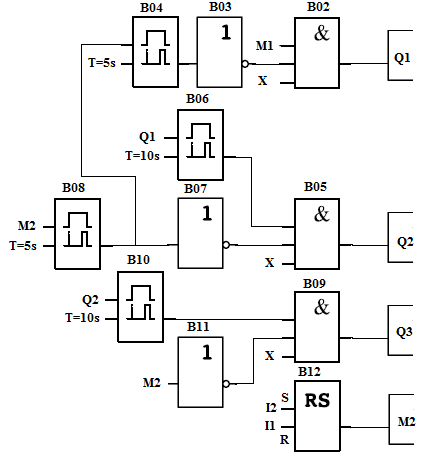 B04
B03
B02
1
&
M1
T=5s
Q1
X
B06
Q1
T=10s
B08
B07
B05
1
&
M2
T=5s
Q2
X
B10
B09
&
Q2
T=10s
B11
Q3
1
X
B12
M2
S
RS
I2
I1
M2
R